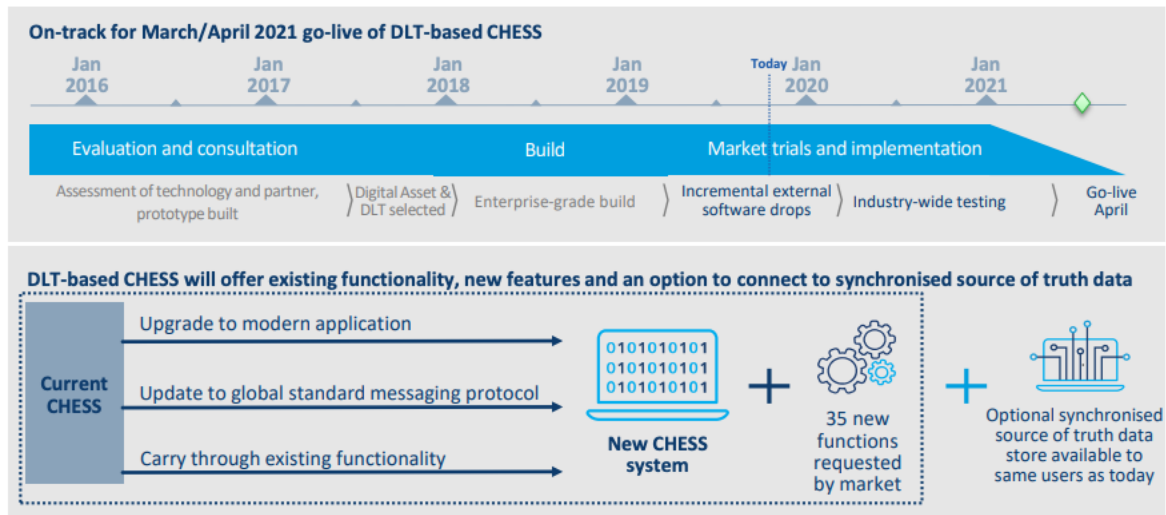 On-track for March/April 2021 go-live of DLT-based CHESS
Jan
2016
Jan
2017
Jan
2018
Jan
2019
Today
Jan
2020
Jan
2021
Evaluation and consultation
Build
Market trials and implementation
Assessment of technology and partner,
prototype built
Digital Asset &
DLT selected
Enterprise-grade build
Incremental external
software drops
Industry-wide testing
Go-live
April
DLT-based CHESS will offer existing functionality, new features and an option to connect to synchronised source of truth data
Current
CHESS
Upgrade to modern application
Update to global standard messaging protocol
Carry through existing functionality
0101010101
0101010101
0101010101
New CHESS
system
+
35 new
functions
requested
by market
+
Optional synchronised
source of truth data
store available to
same users as today